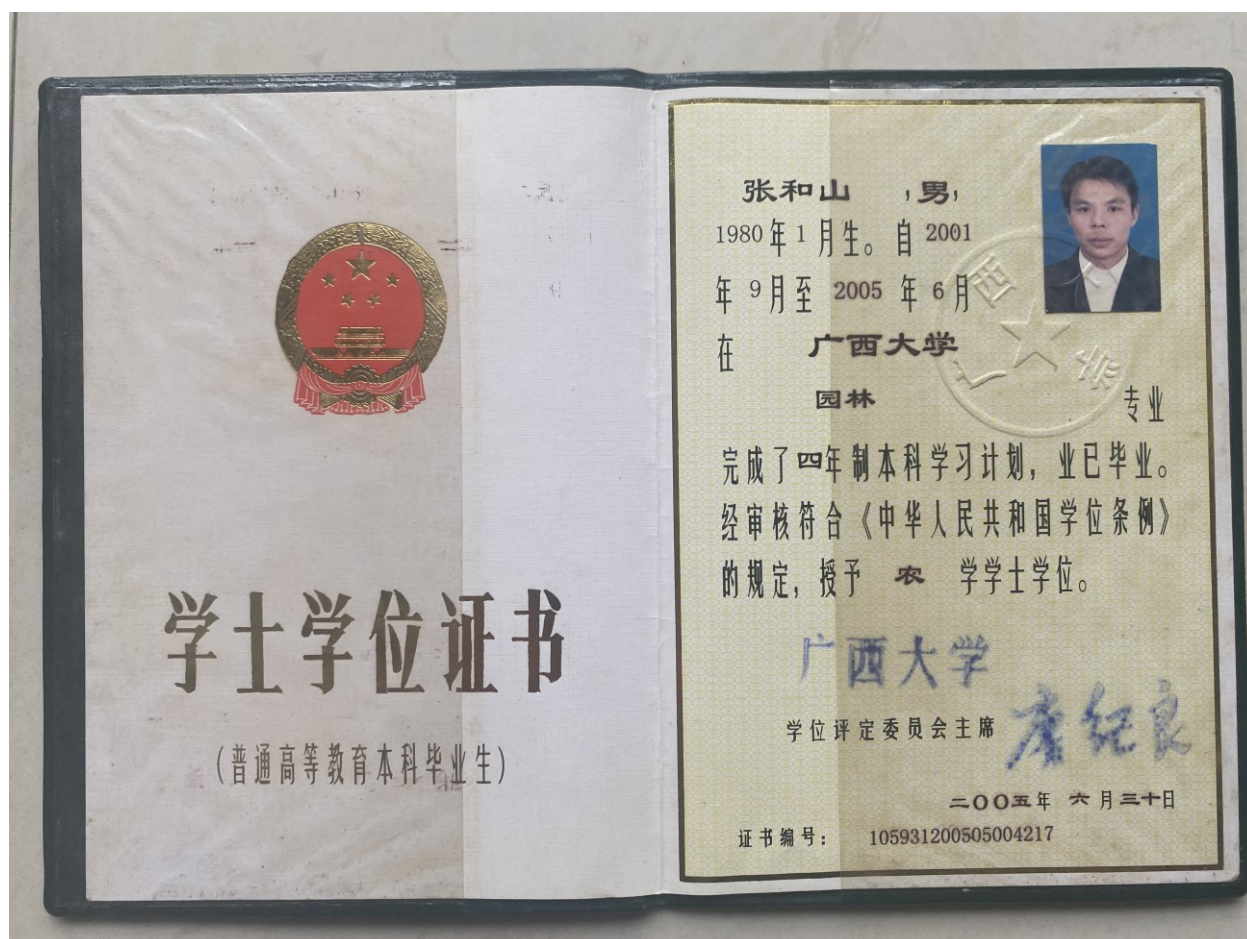 学士学位证书
(普通高等教育本科毕业生)
张和山 ,男,
1980年1月生。自2001
年9月至2005年6月
在 广西大学
园林 专业
完成了四年制本科学习计划,业已毕业。
经审核符合《中华人民共和国学位条例》
的规定,授予 农 学学士学位。
广西大学
学位评定委员会主席
二〇〇五年六月三十日
证书编号: 105931200505004217